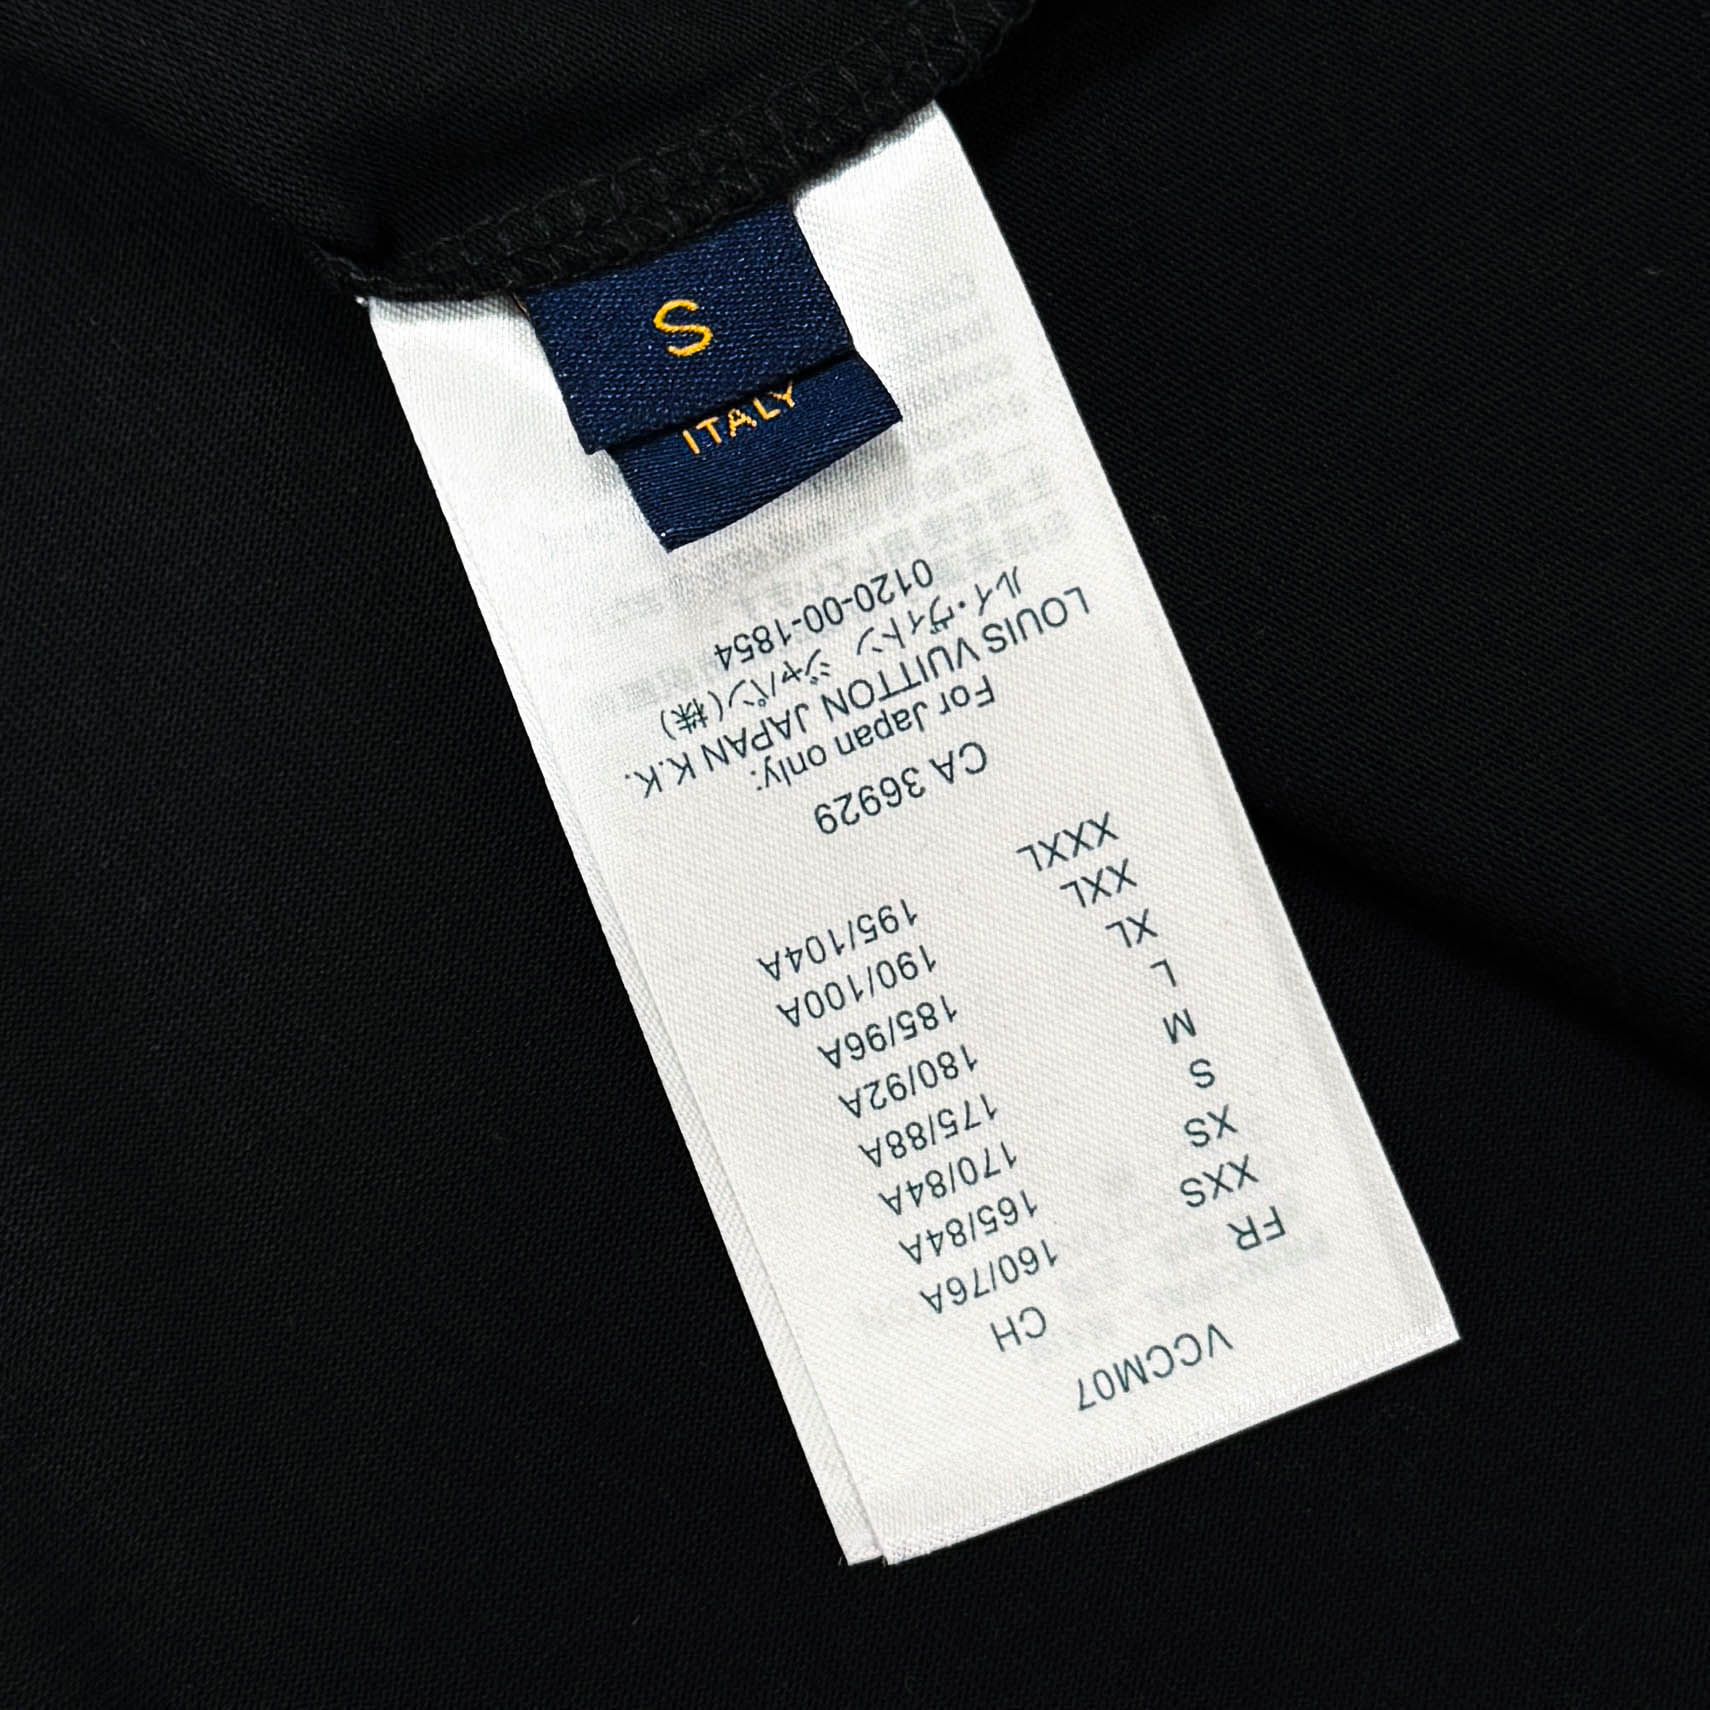 S
ITALY
VCCM07
FR CH
XXS 160/76A
XS 165/84A
S 170/84A
M 175/88A
L 180/92A
XL 185/96A
XXL 190/100A
XXXL 195/104A
CA 36929
For Japan only:
LOUIS VUITTON JAPAN K.K.
ルイ・ヴィトン ジャパン(株)
0120-00-1854